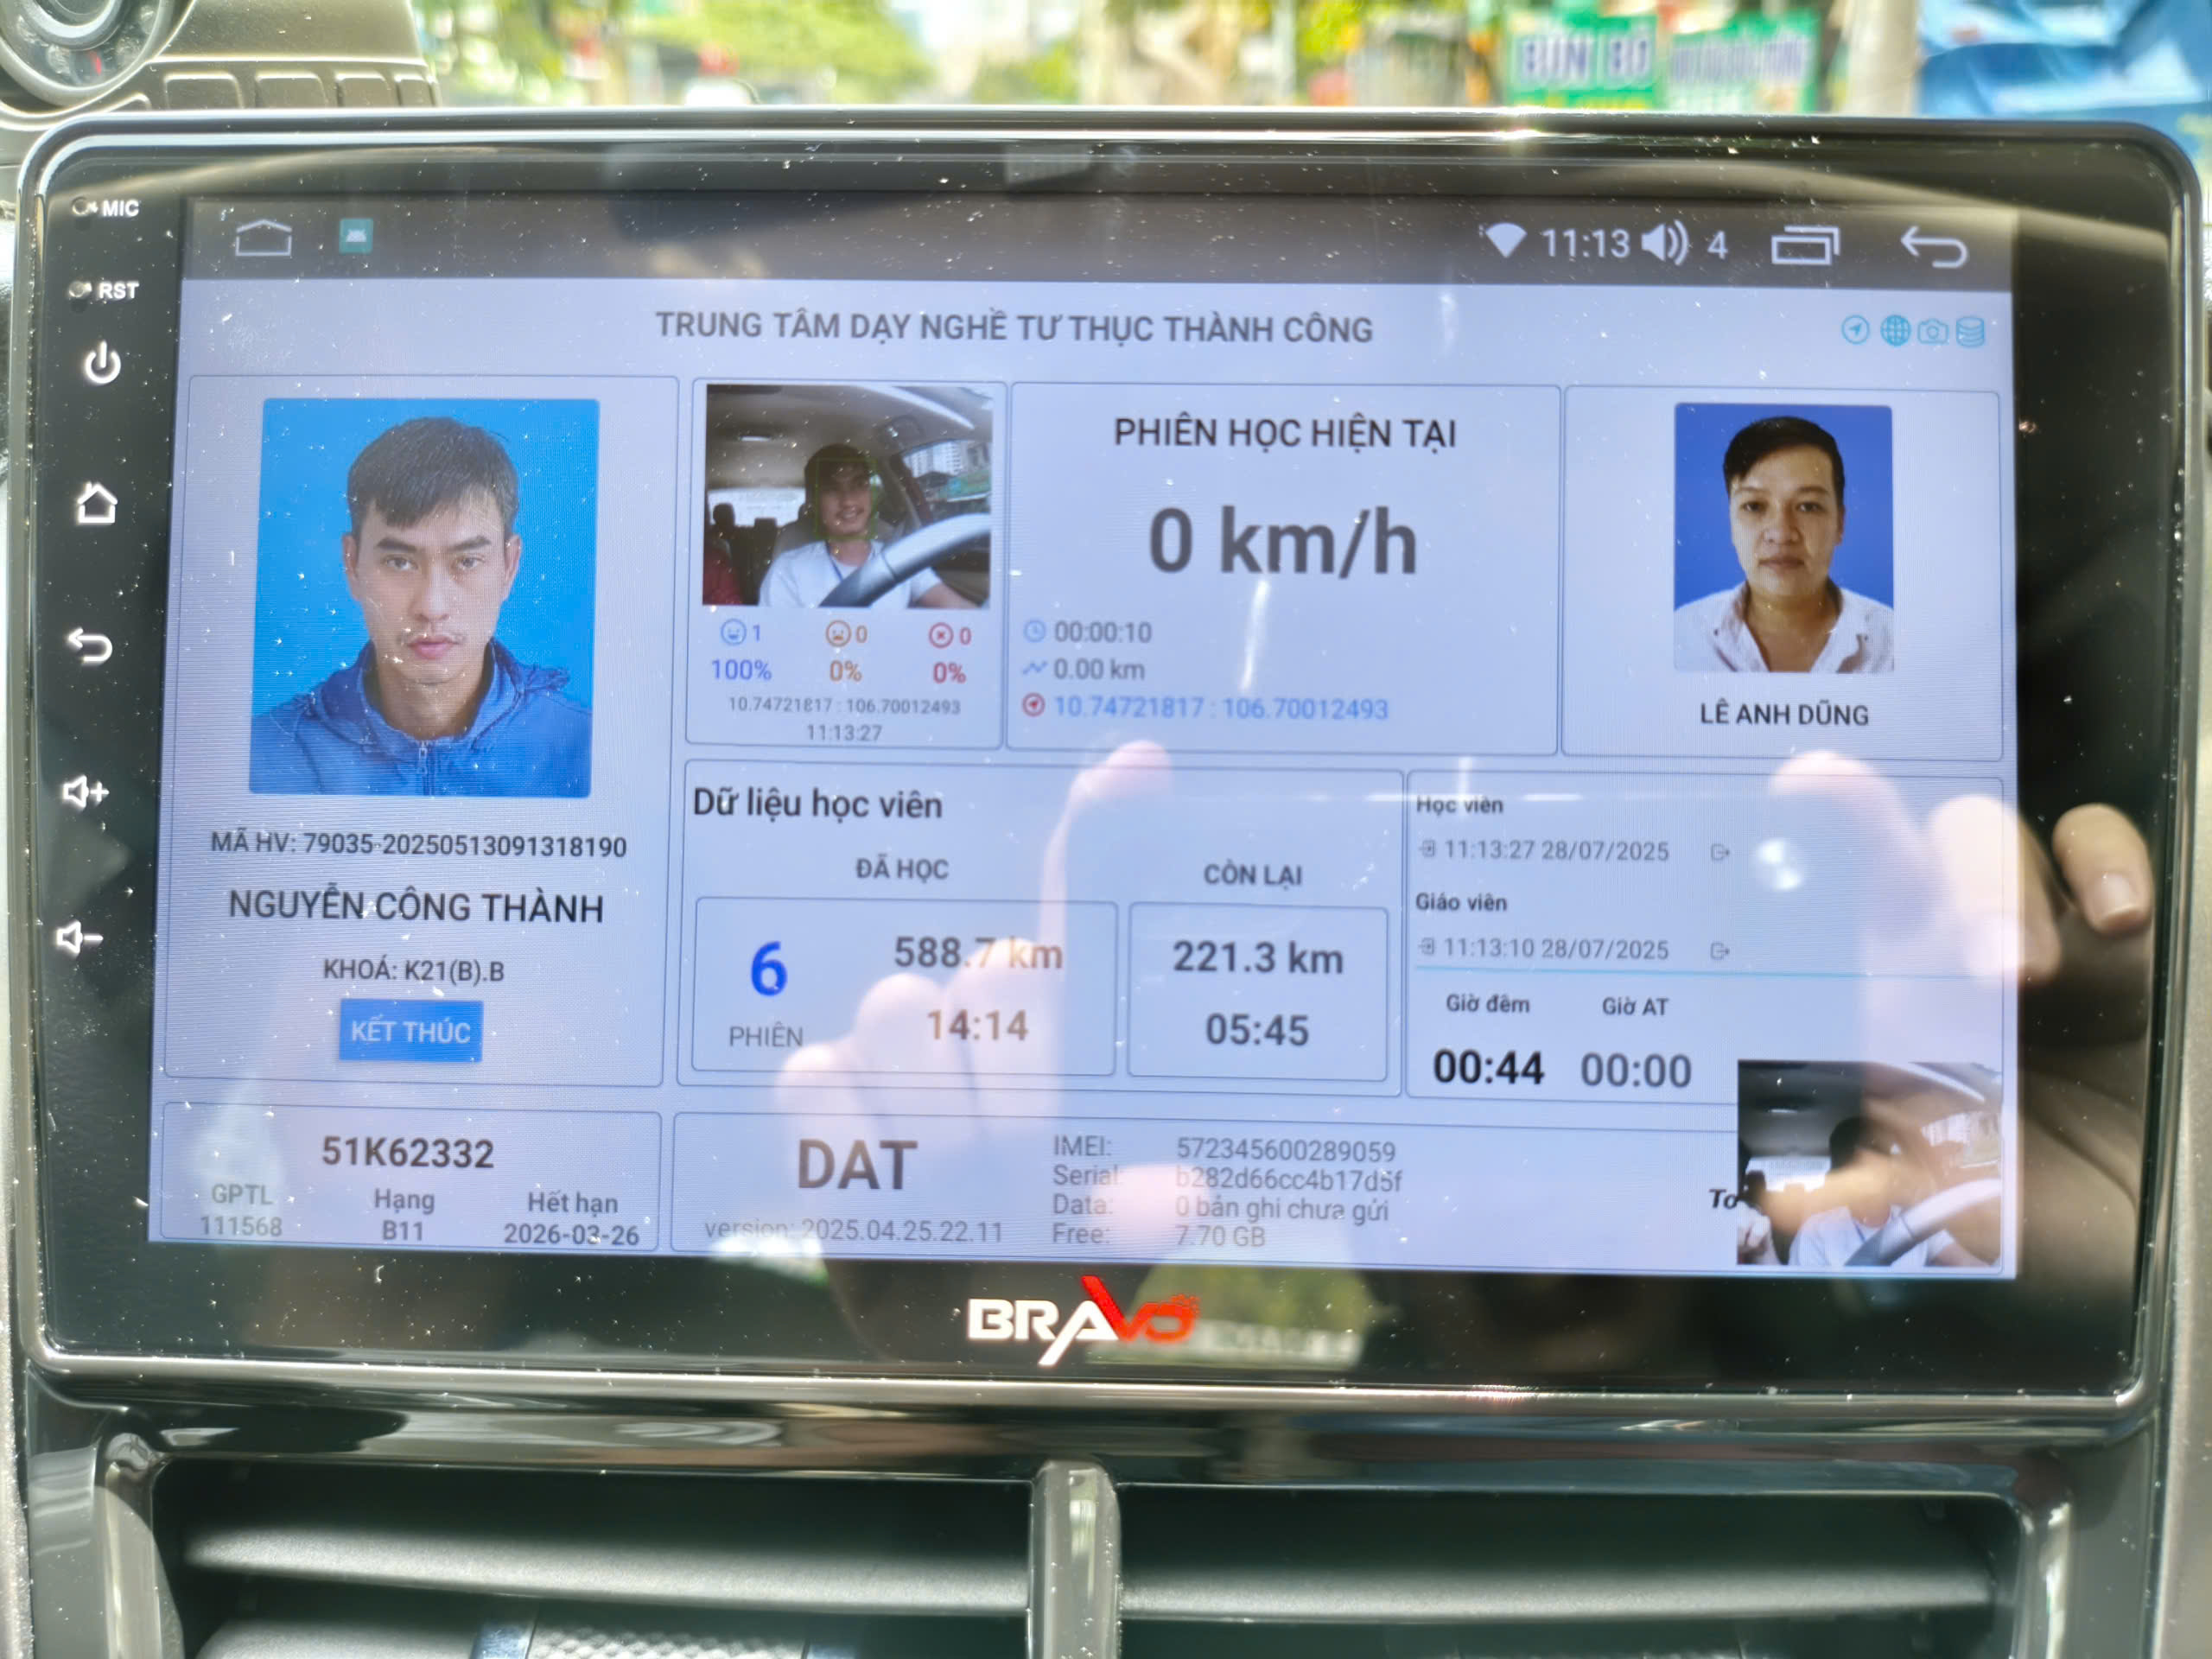 BÚN BÒ
MIC
RST
11:13
4
TRUNG TÂM DẠY NGHỀ TƯ THỤC THÀNH CÔNG
MÃ HV: 79035-20250513091318190
NGUYỄN CÔNG THÀNH
KHOÁ: K21(B).B
KẾT THÚC
1 0 0
100% 0% 0%
10.74721817 : 106.70012493
11:13:27
PHIÊN HỌC HIỆN TẠI
0 km/h
00:00:10
0.00 km
10.74721817 : 106.70012493
LÊ ANH DŨNG
Dữ liệu học viên
ĐÃ HỌC
CÒN LẠI
6
PHIÊN
588.7 km
14:14
221.3 km
05:45
Học viên
11:13:27 28/07/2025
Giáo viên
11:13:10 28/07/2025
Giờ đêm Giờ AT
00:44 00:00
51K62332
GPTL Hạng Hết hạn
111568 B11 2026-03-26
DAT
version: 2025.04.25.22.11
IMEI: 572345600289059
Serial: b282d66cc4b17d5f
Data: 0 bản ghi chưa gửi
Free: 7.70 GB
To
BRAVO